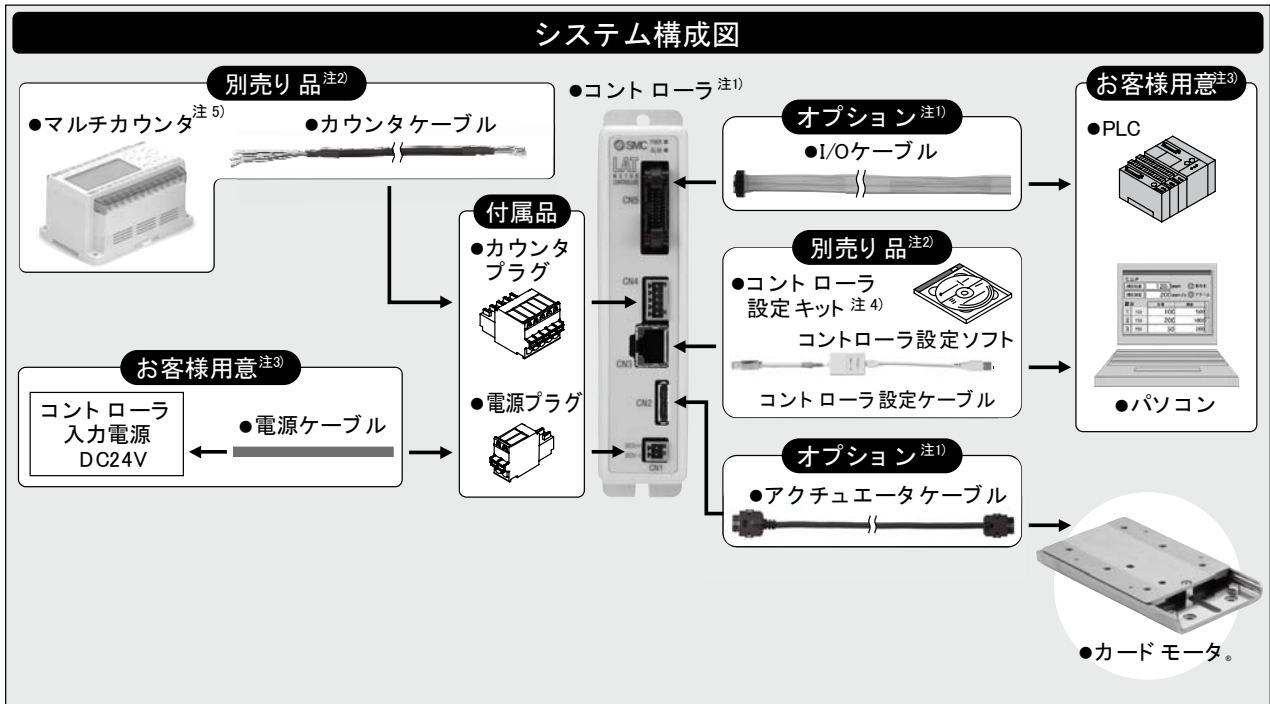 システム構成図
別売り品注2)
●マルチカウンタ注5)
●カウンタケーブル
●コントローラ注1)
オプション注1)
●I/Oケーブル
お客様用意注3)
●PLC
SMC
PWR
ALM
LAT
MOTOR
CONTROLLER
CN5
CN4
CN3
CN2
CN1
付属品
●カウンタ
プラグ
別売り品注2)
●コントローラ
設定キット注4)
コントローラ設定ソフト
コントローラ設定ケーブル
●パソコン
お客様用意注3)
コントローラ
入力電源
DC24V
●電源ケーブル
●電源プラグ
オプション注1)
●アクチュエータケーブル
●カードモータ®